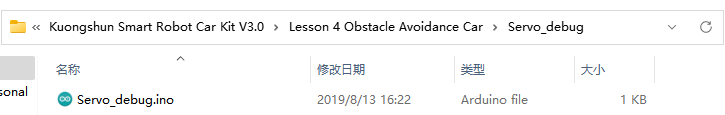 « Kuongshun Smart Robot Car Kit V3.0 › Lesson 4 Obstacle Avoidance Car › Servo_debug
名称 修改日期 类型 大小
sonal Servo_debug.ino 2019/8/13 16:22 Arduino file 1 KB